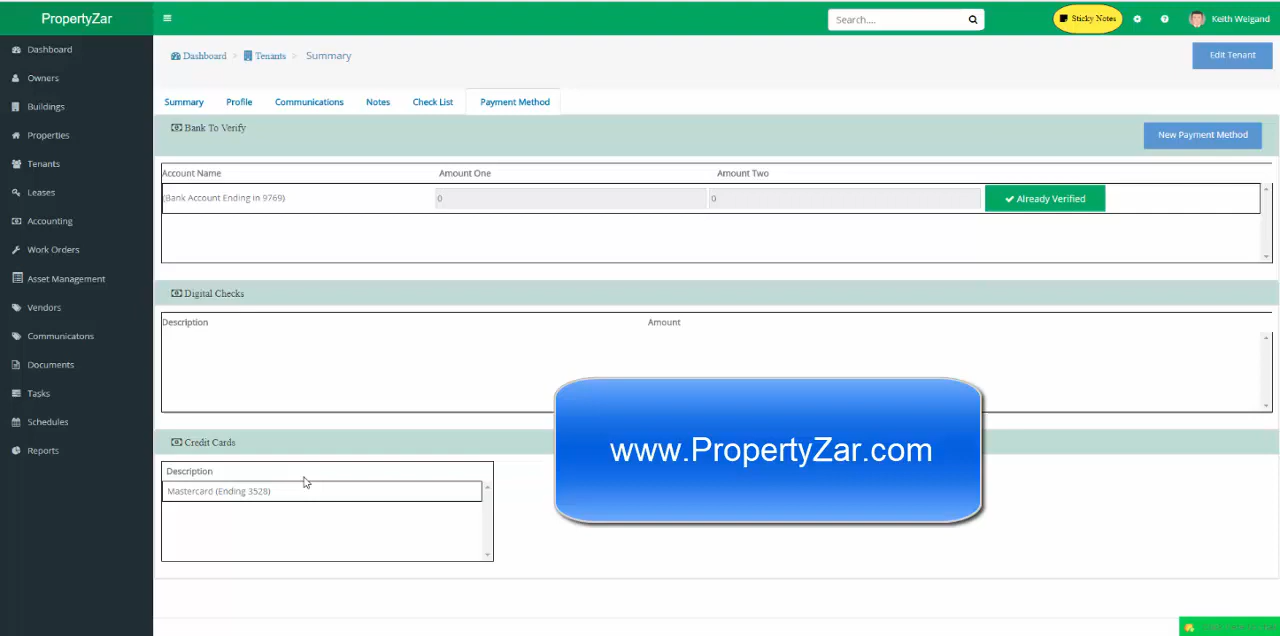 PropertyZar
Search....
Sticky Notes
Keith Weigand
Dashboard
Owners
Buildings
Properties
Tenants
Leases
Accounting
Work Orders
Asset Management
Vendors
Communicatons
Documents
Tasks
Schedules
Reports
Dashboard > Tenants > Summary
Edit Tenant
Summary Profile Communications Notes Check List Payment Method
Bank To Verify
New Payment Method
Account Name Amount One Amount Two
(Bank Account Ending in 9769) 0 0 Already Verified
Digital Checks
Description Amount
Credit Cards
Description
Mastercard (Ending 3528)
www.PropertyZar.com